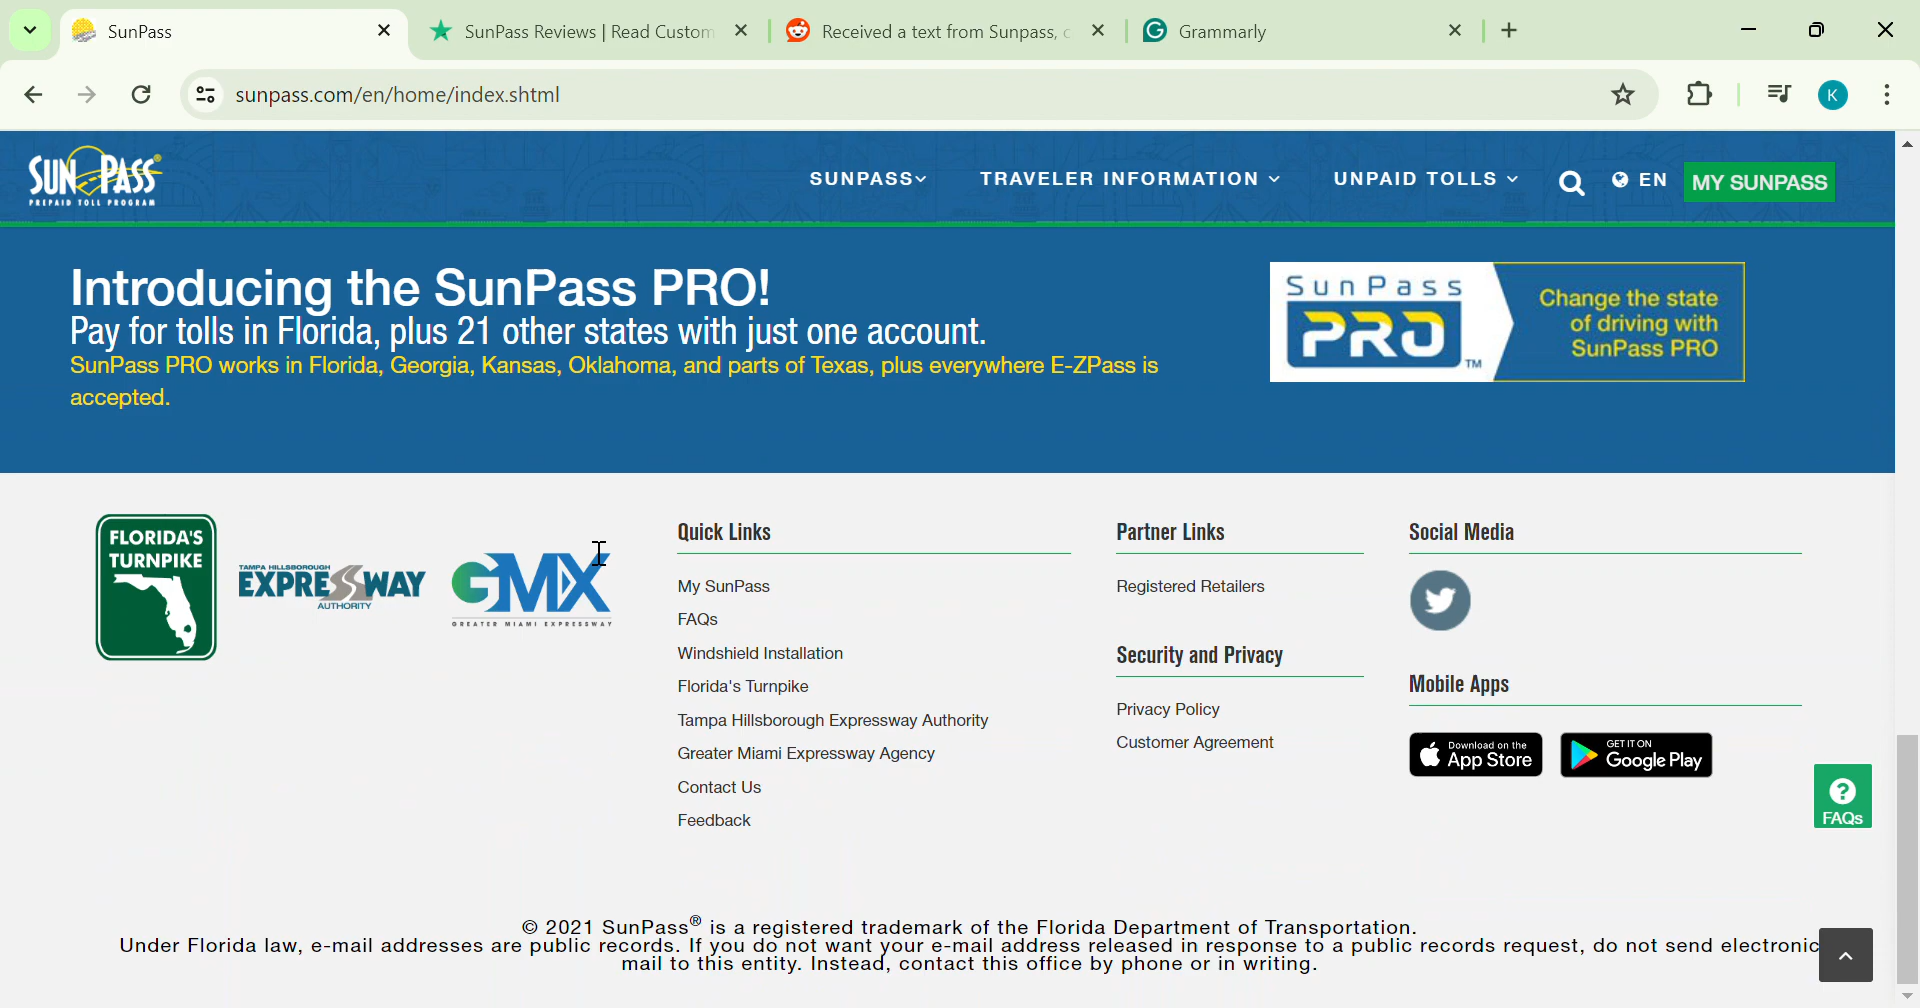 SunPass
SunPass Reviews | Read Custom
Received a text from Sunpass, c
Grammarly
sunpass.com/en/home/index.shtml
K
SUN PASS®
PREPAID TOLL PROGRAM
SUNPASS
TRAVELER INFORMATION
UNPAID TOLLS
EN
MY SUNPASS
Introducing the SunPass PRO!
Pay for tolls in Florida, plus 21 other states with just one account.
SunPass PRO works in Florida, Georgia, Kansas, Oklahoma, and parts of Texas, plus everywhere E-ZPass is
accepted.
SunPass
PRO™
Change the state
of driving with
SunPass PRO
FLORIDA'S
TURNPIKE
TAMPA HILLSBOROUGH
EXPRESSWAY
AUTHORITY
GMX
GREATER MIAMI EXPRESSWAY
Quick Links
My SunPass
FAQs
Windshield Installation
Florida's Turnpike
Tampa Hillsborough Expressway Authority
Greater Miami Expressway Agency
Contact Us
Feedback
Partner Links
Registered Retailers
Security and Privacy
Privacy Policy
Customer Agreement
Social Media
Mobile Apps
Download on the
App Store
GET IT ON
Google Play
?
FAQs
© 2021 SunPass® is a registered trademark of the Florida Department of Transportation.
Under Florida law, e-mail addresses are public records. If you do not want your e-mail address released in response to a public records request, do not send electronic
mail to this entity. Instead, contact this office by phone or in writing.